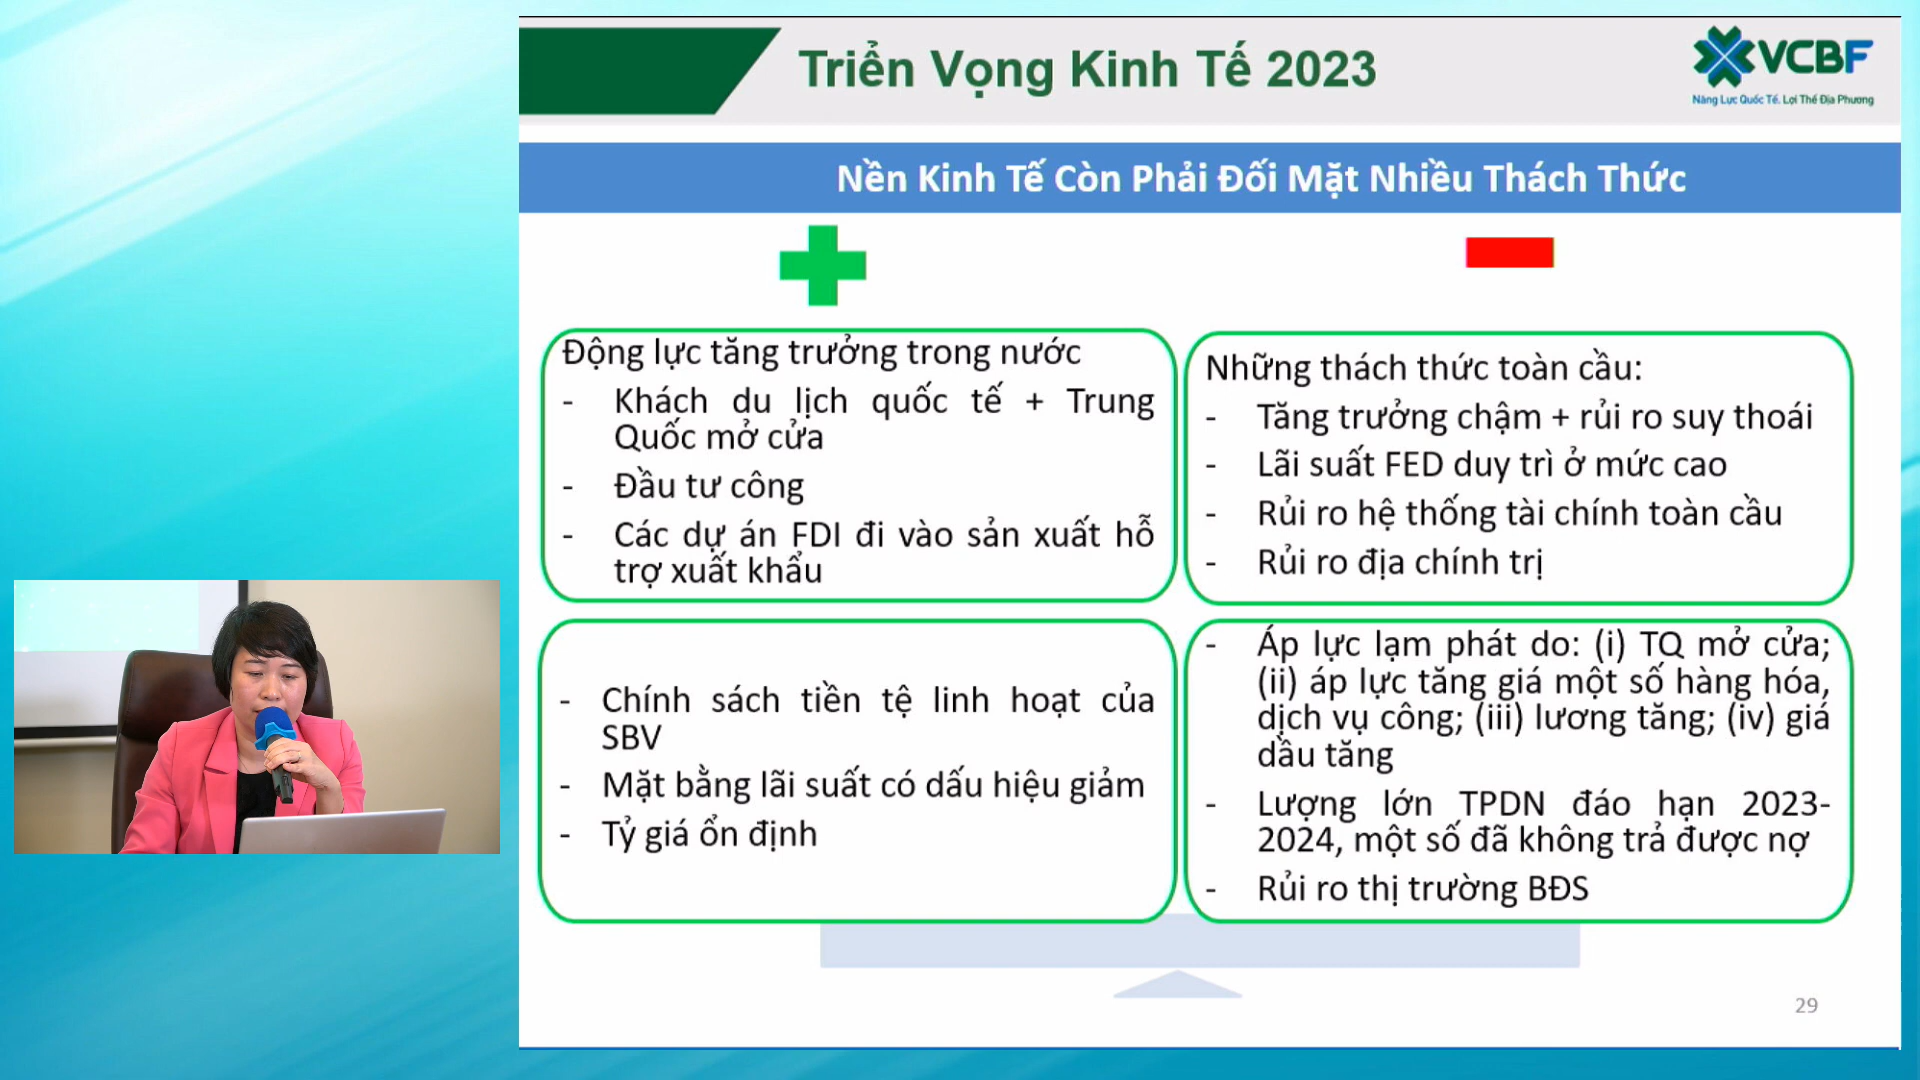 Triển Vọng Kinh Tế 2023
VCBF
Năng Lực Quốc Tế. Lợi Thế Địa Phương
Nền Kinh Tế Còn Phải Đối Mặt Nhiều Thách Thức
Động lực tăng trưởng trong nước
- Khách du lịch quốc tế + Trung
Quốc mở cửa
- Đầu tư công
- Các dự án FDI đi vào sản xuất hỗ
trợ xuất khẩu
Những thách thức toàn cầu:
- Tăng trưởng chậm + rủi ro suy thoái
- Lãi suất FED duy trì ở mức cao
- Rủi ro hệ thống tài chính toàn cầu
- Rủi ro địa chính trị
- Chính sách tiền tệ linh hoạt của
SBV
- Mặt bằng lãi suất có dấu hiệu giảm
- Tỷ giá ổn định
- Áp lực lạm phát do: (i) TQ mở cửa;
(ii) áp lực tăng giá một số hàng hóa,
dịch vụ công; (iii) lương tăng; (iv) giá
dầu tăng
- Lượng lớn TPDN đáo hạn 2023-
2024, một số đã không trả được nợ
- Rủi ro thị trường BĐS
29